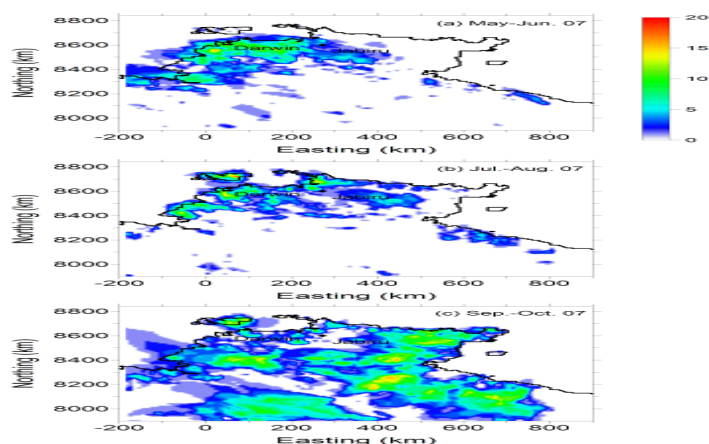 8800
(a) May-Jun. 07
20
8600
Darwin
Jabiru
Northing (km)
15
8400
10
8200
5
8000
0
-200
0
200
400
600
800
Easting (km)
8800
(b) Jul.-Aug. 07
8600
Darwin
Jabiru
Northing (km)
8400
8200
8000
-200
0
200
400
600
800
Easting (km)
8800
(c) Sep.-Oct. 07
8600
Darwin
Jabiru
Northing (km)
8400
8200
8000
-200
0
200
400
600
800
Easting (km)